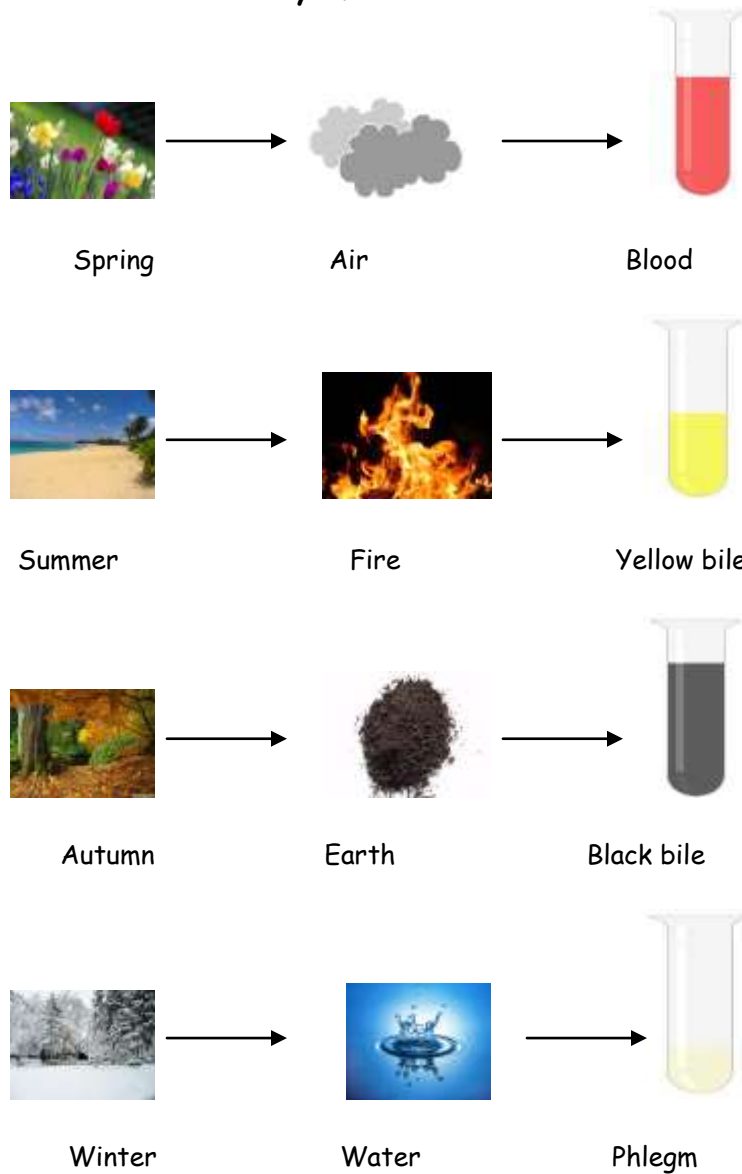 Spring Air Blood
Summer Fire Yellow bile
Autumn Earth Black bile
Winter Water Phlegm